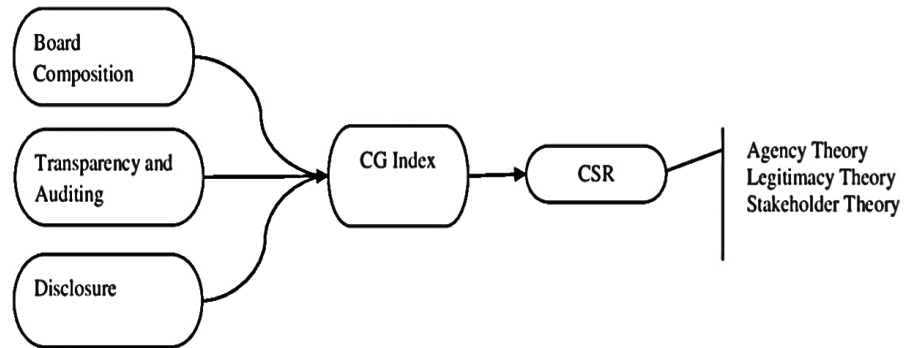 Board
Composition
Transparency and
Auditing
Disclosure
CG Index
CSR
Agency Theory
Legitimacy Theory
Stakeholder Theory